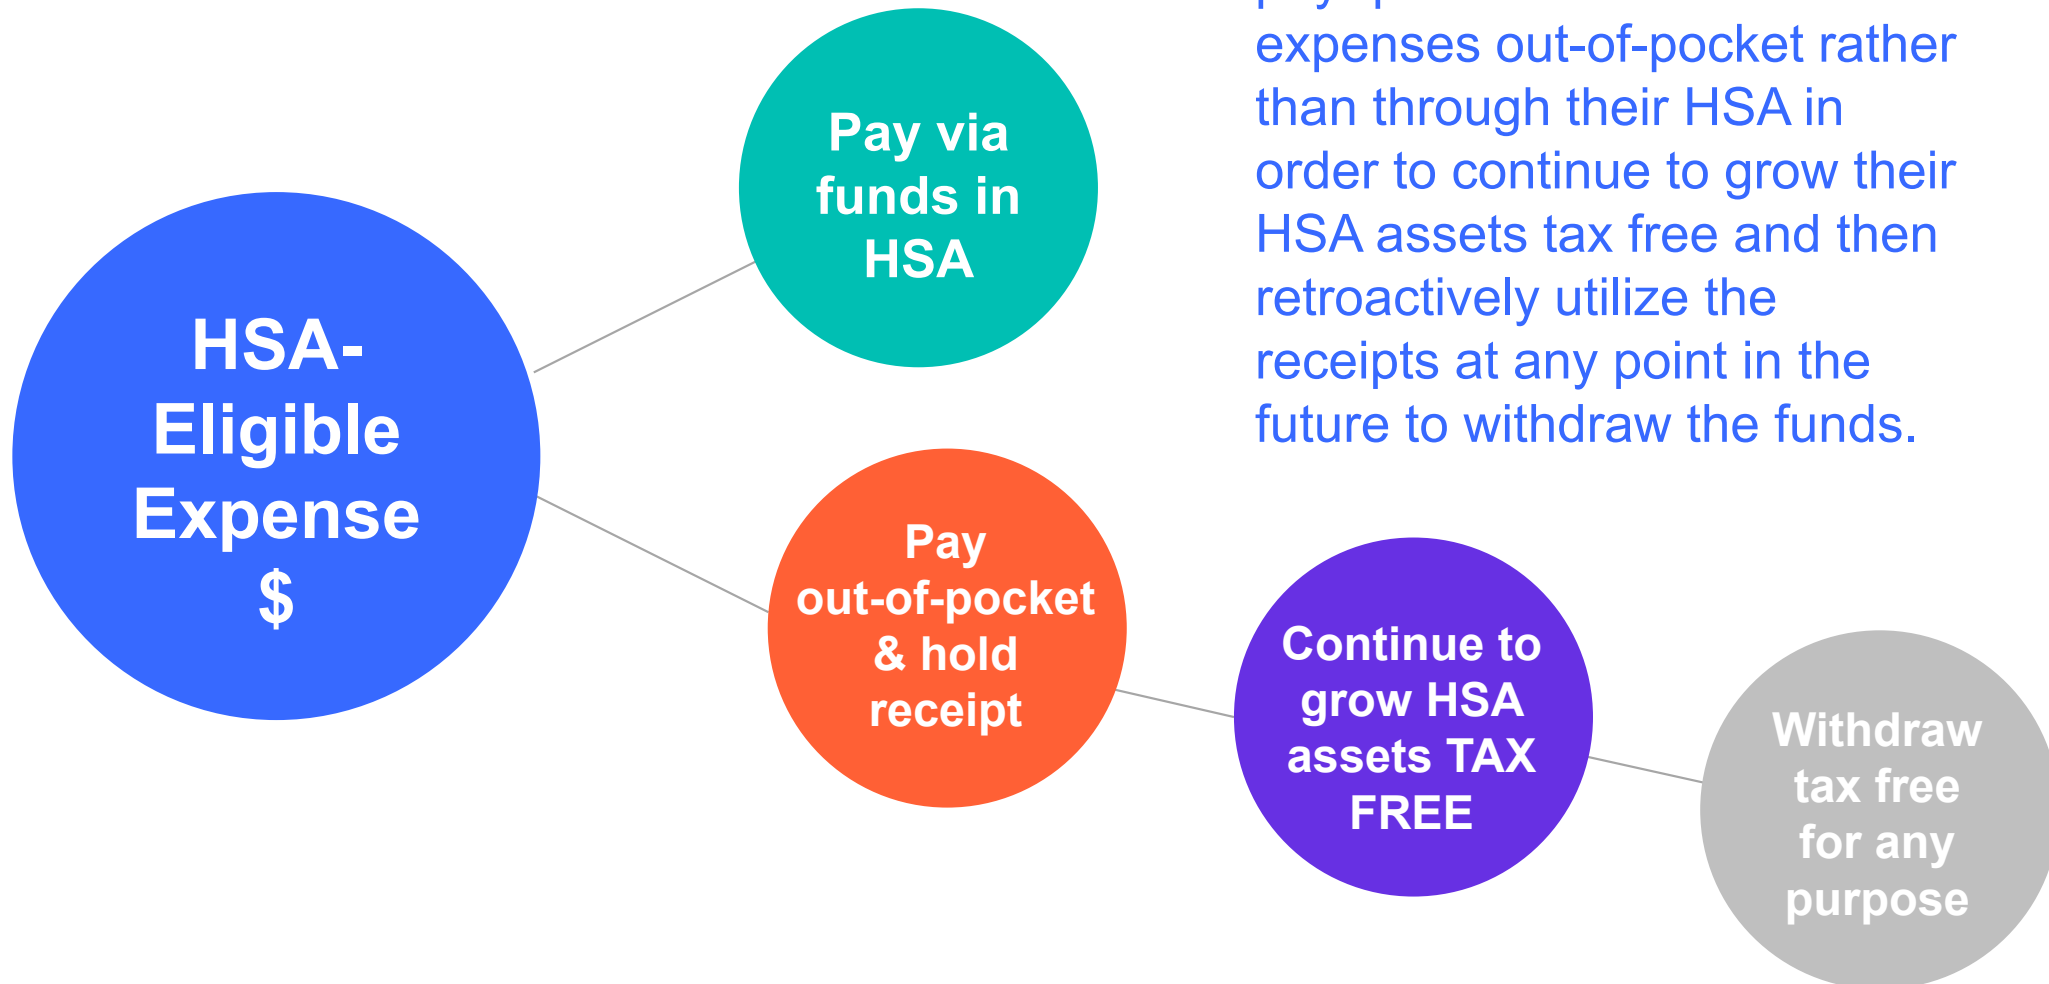 HSA-
Eligible
Expense
$
Pay via
funds in
HSA
Pay
out-of-pocket
& hold
receipt
Continue to
grow HSA
assets TAX
FREE
Withdraw
tax free
for any
purpose
expenses out-of-pocket rather
than through their HSA in
order to continue to grow their
HSA assets tax free and then
retroactively utilize the
receipts at any point in the
future to withdraw the funds.